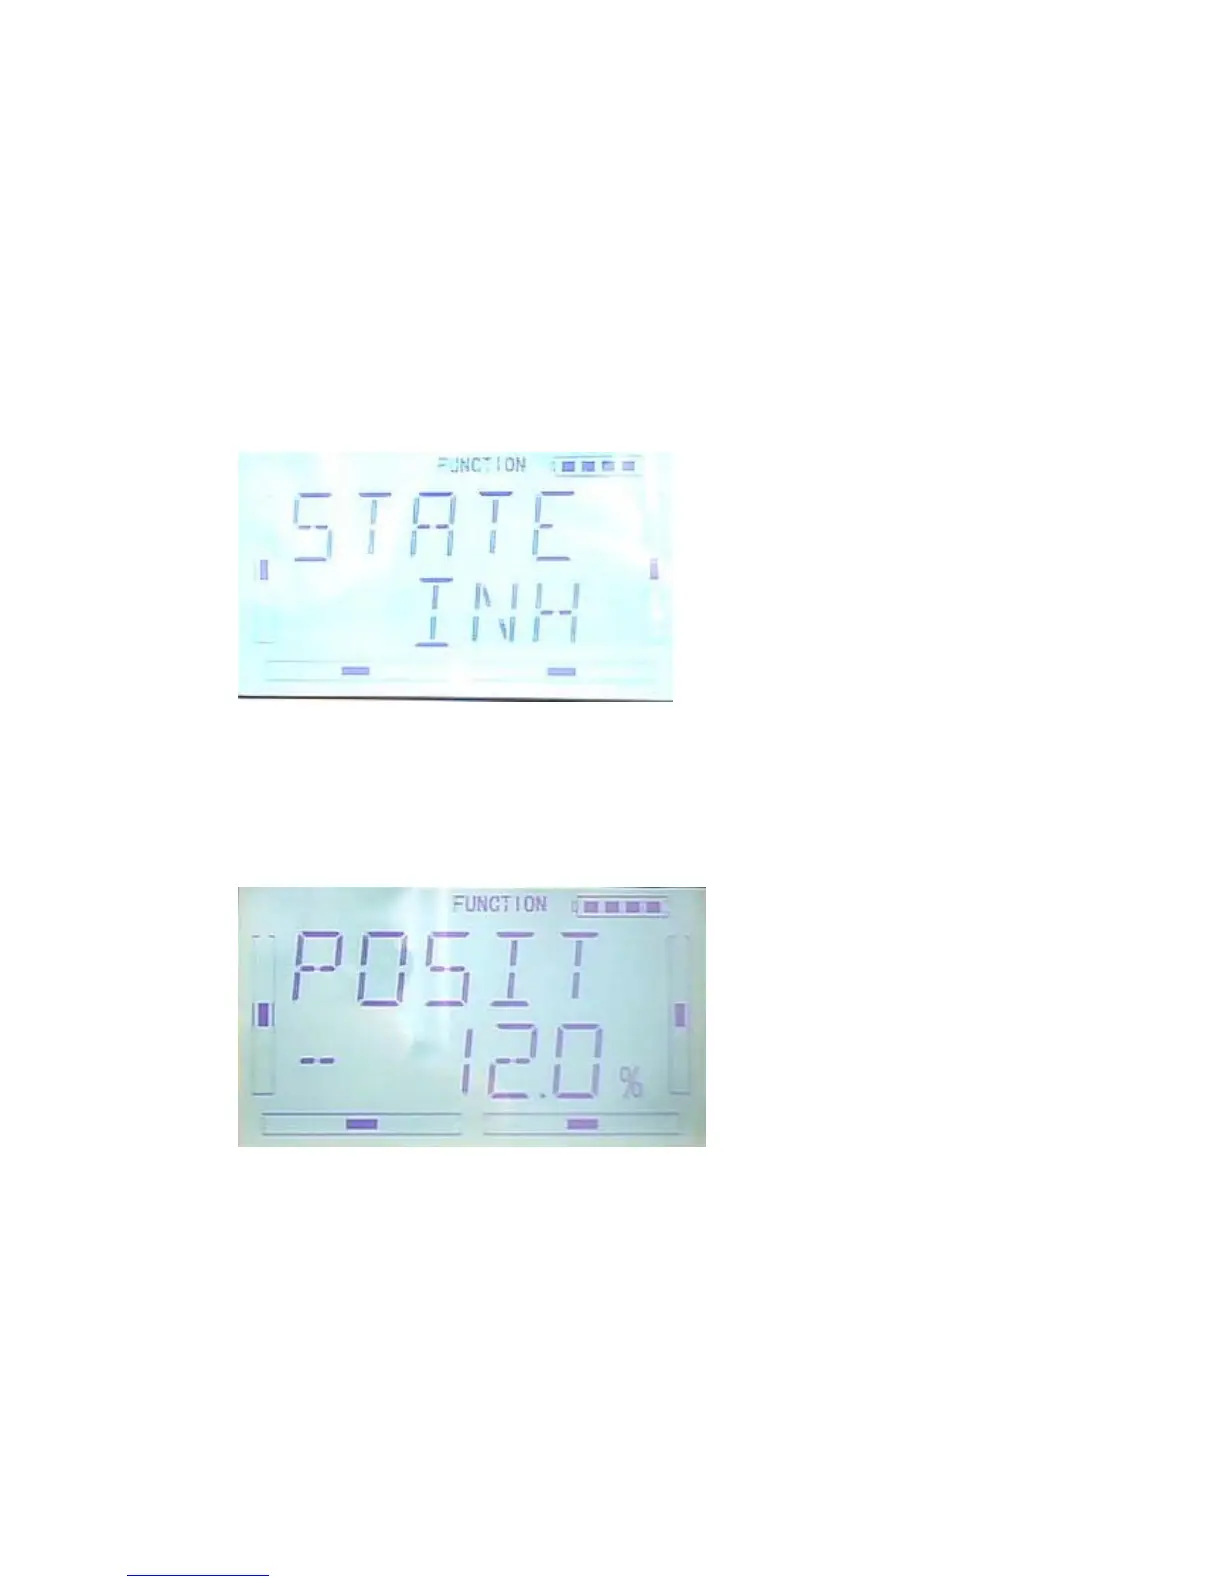 FUNCTION
STATE
INH
FUNCTION
POSIT
- 12.0 %